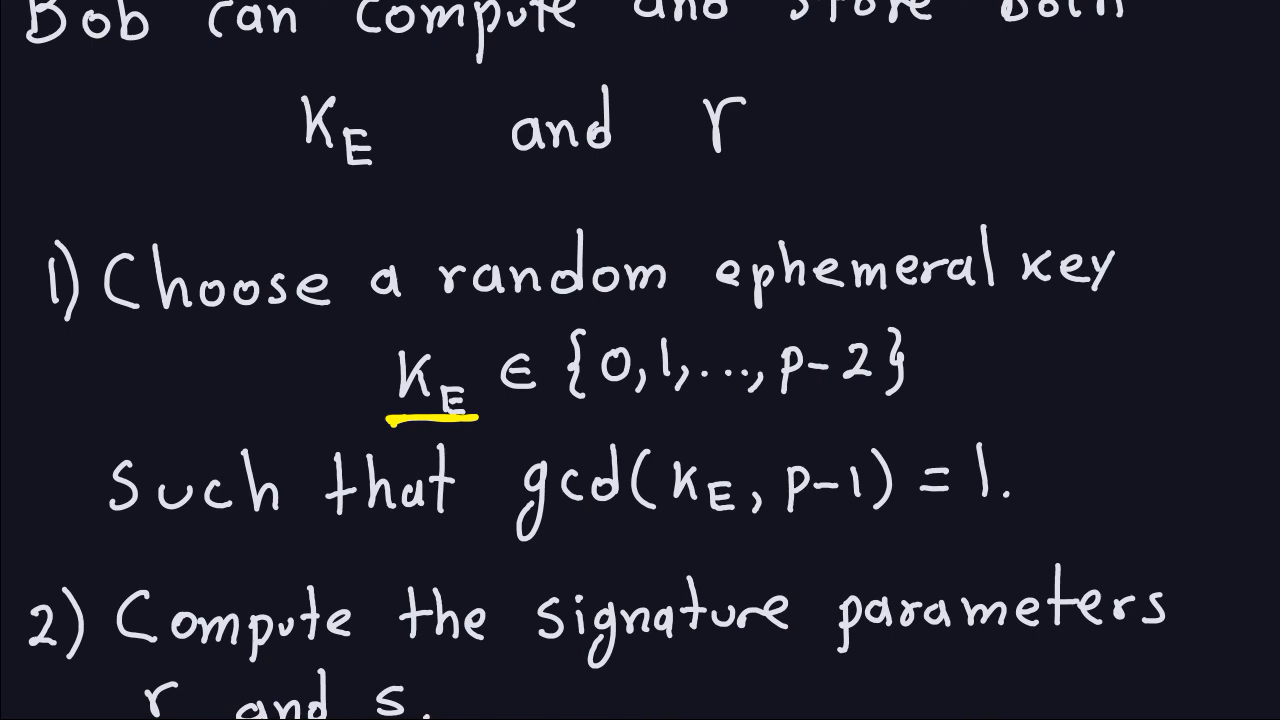 Bob can compute and store both
K_E and r
1) Choose a random ephemeral key
K_E ∈ {0,1,...,p-2}
such that gcd(K_E, p-1) = 1.
2) Compute the signature parameters
r and s.